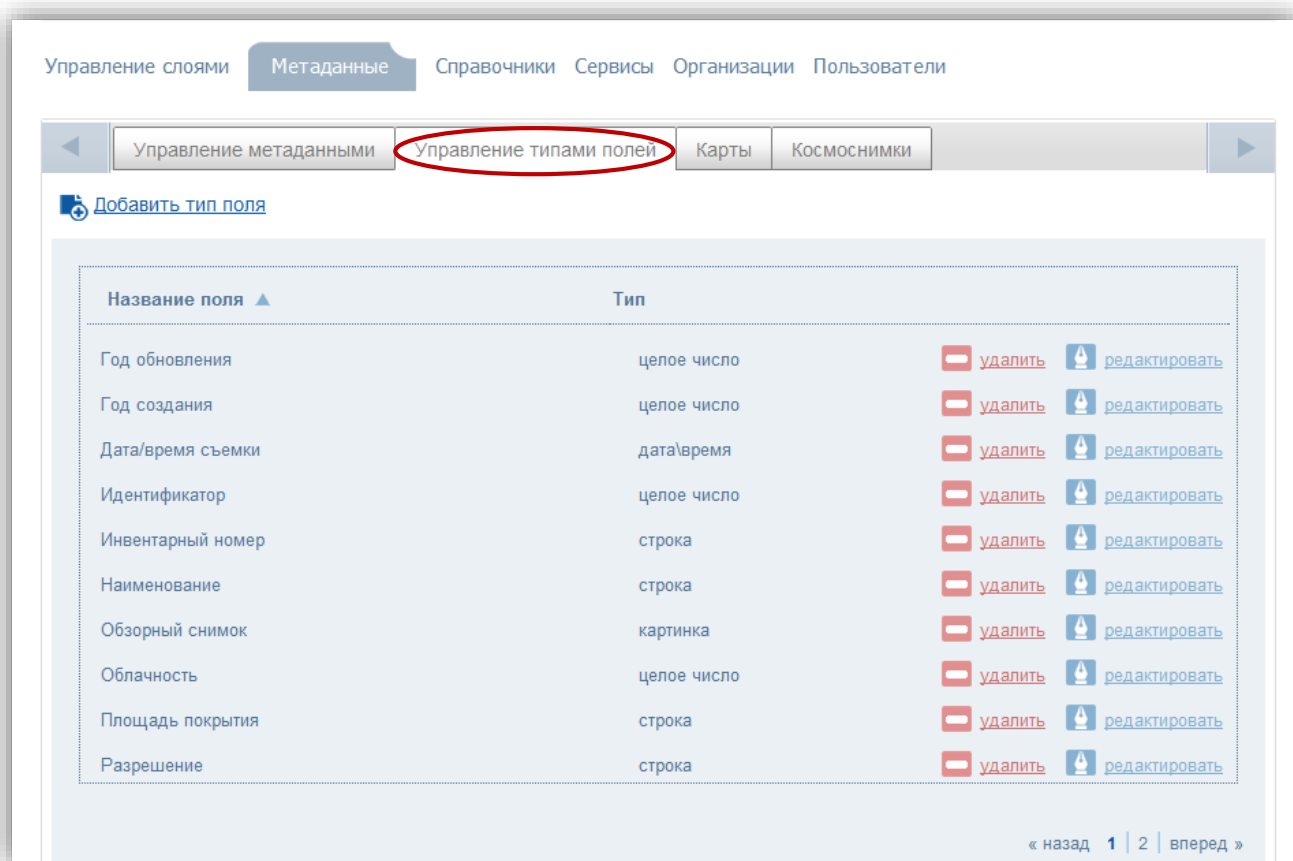 Управление слоями Метаданные Справочники Сервисы Организации Пользователи
Управление метаданными Управление типами полей Карты Космоснимки
Добавить тип поля
Название поля Тип
Год обновления целое число удалить редактировать
Год создания целое число удалить редактировать
Дата/время съемки дата\время удалить редактировать
Идентификатор целое число удалить редактировать
Инвентарный номер строка удалить редактировать
Наименование строка удалить редактировать
Обзорный снимок картинка удалить редактировать
Облачность целое число удалить редактировать
Площадь покрытия строка удалить редактировать
Разрешение строка удалить редактировать
« назад 1 | 2 | вперед »